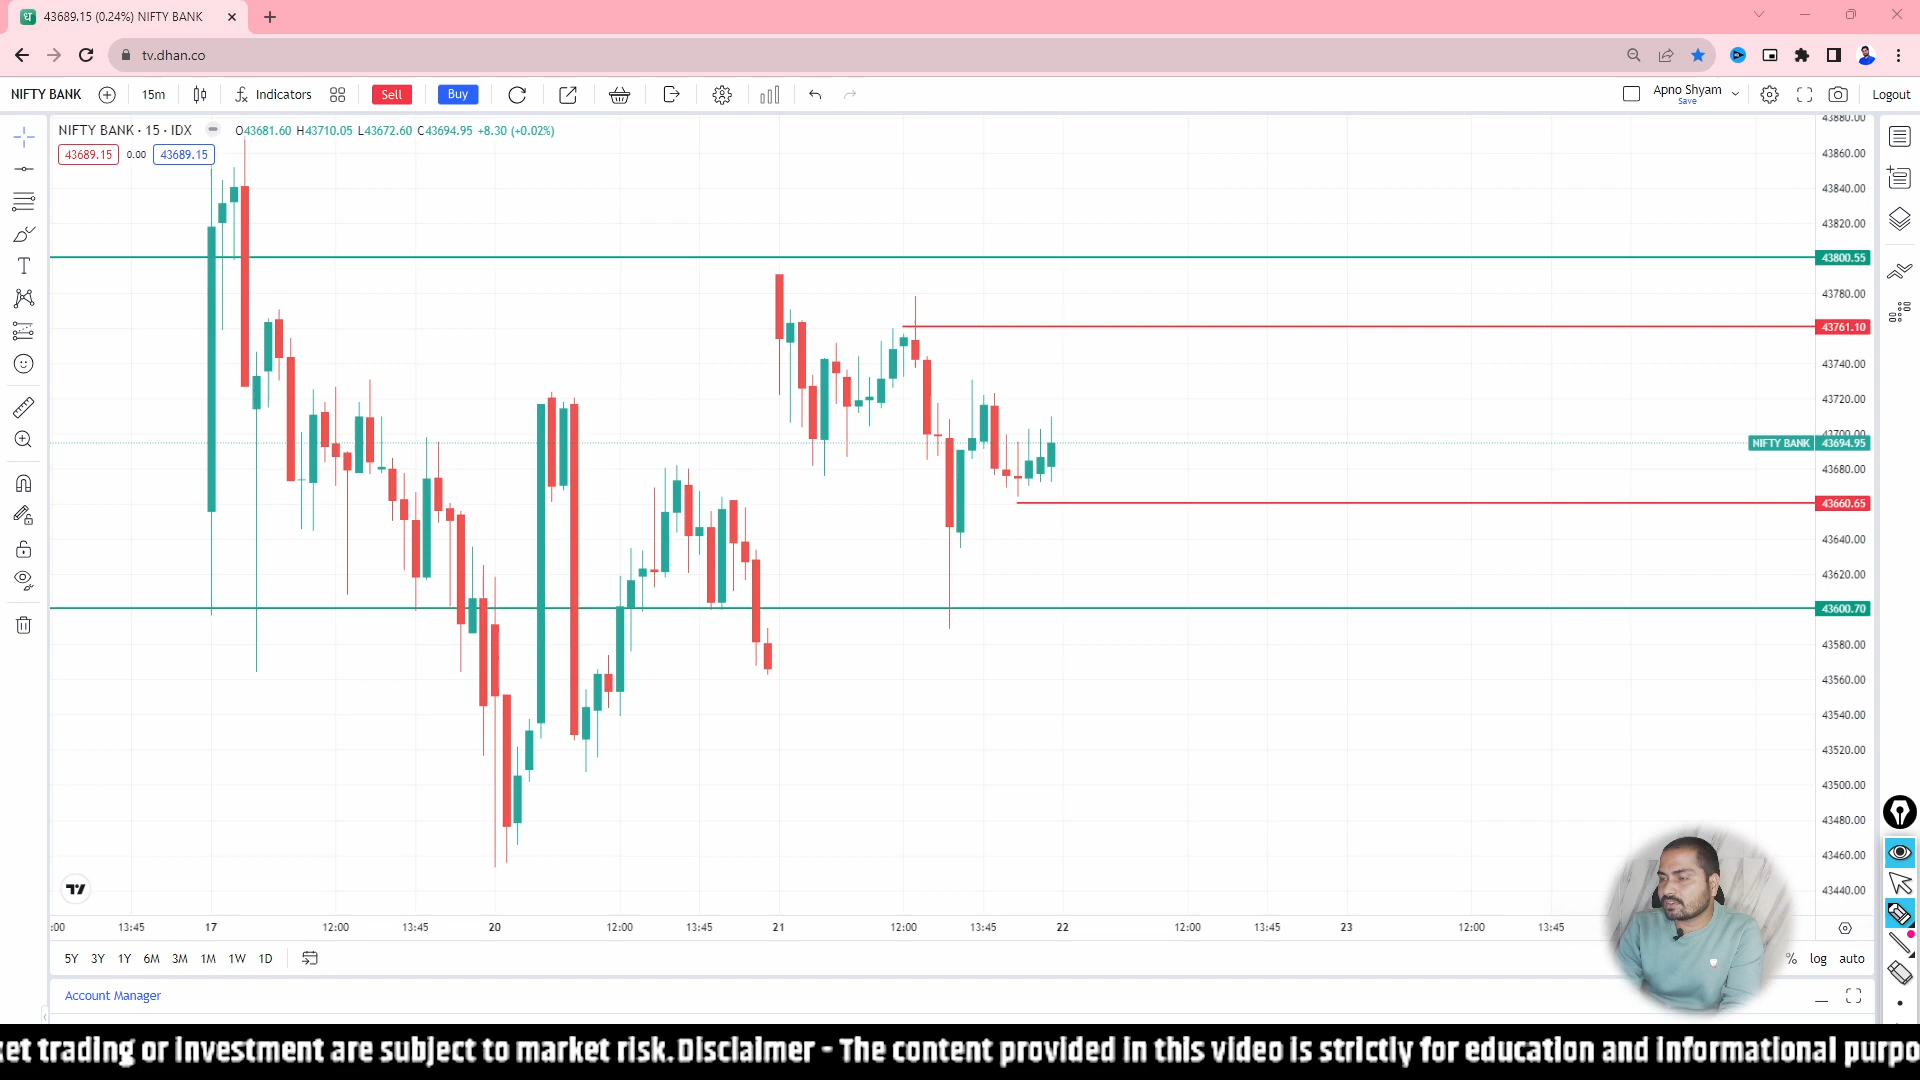 43689.15 (0.24%) NIFTY BANK
tv.dhan.co
NIFTY BANK 15m Indicators Sell Buy Apno Shyam Save Logout
NIFTY BANK · 15 · IDX O43681.60 H43710.05 L43672.60 C43694.95 +8.30 (+0.02%)
43689.15 0.00 43689.15
43880.00
43860.00
43840.00
43820.00
43800.55
43780.00
43761.10
43740.00
43720.00
43700.00
NIFTY BANK 43694.95
43680.00
43660.65
43640.00
43620.00
43600.70
43580.00
43560.00
43540.00
43520.00
43500.00
43480.00
43460.00
43440.00
:00 13:45 17 12:00 13:45 20 12:00 13:45 21 12:00 13:45 22 12:00 13:45 23 12:00 13:45
5Y 3Y 1Y 6M 3M 1M 1W 1D % log auto
Account Manager
et trading or investment are subject to market risk. Disclaimer - The content provided in this video is strictly for education and informational purpo